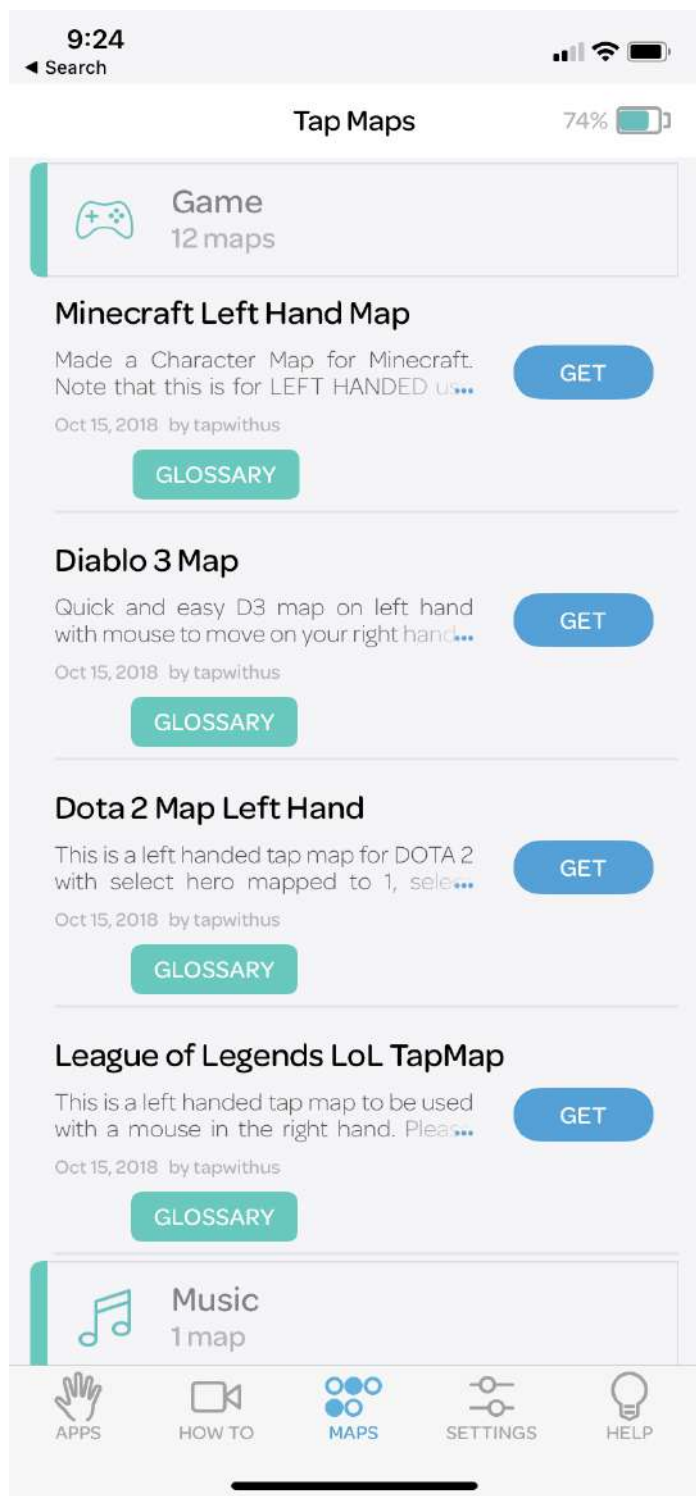 9:24
◀ Search
Tap Maps
74%
Game
12 maps
Minecraft Left Hand Map
Made a Character Map for Minecraft.
Note that this is for LEFT HANDED us...
GET
Oct 15, 2018 by tapwithus
GLOSSARY
Diablo 3 Map
Quick and easy D3 map on left hand
with mouse to move on your right hand...
GET
Oct 15, 2018 by tapwithus
GLOSSARY
Dota 2 Map Left Hand
This is a left handed tap map for DOTA 2
with select hero mapped to 1, sele...
GET
Oct 15, 2018 by tapwithus
GLOSSARY
League of Legends LoL TapMap
This is a left handed tap map to be used
with a mouse in the right hand. Pleas...
GET
Oct 15, 2018 by tapwithus
GLOSSARY
Music
1 map
APPS HOW TO MAPS SETTINGS HELP